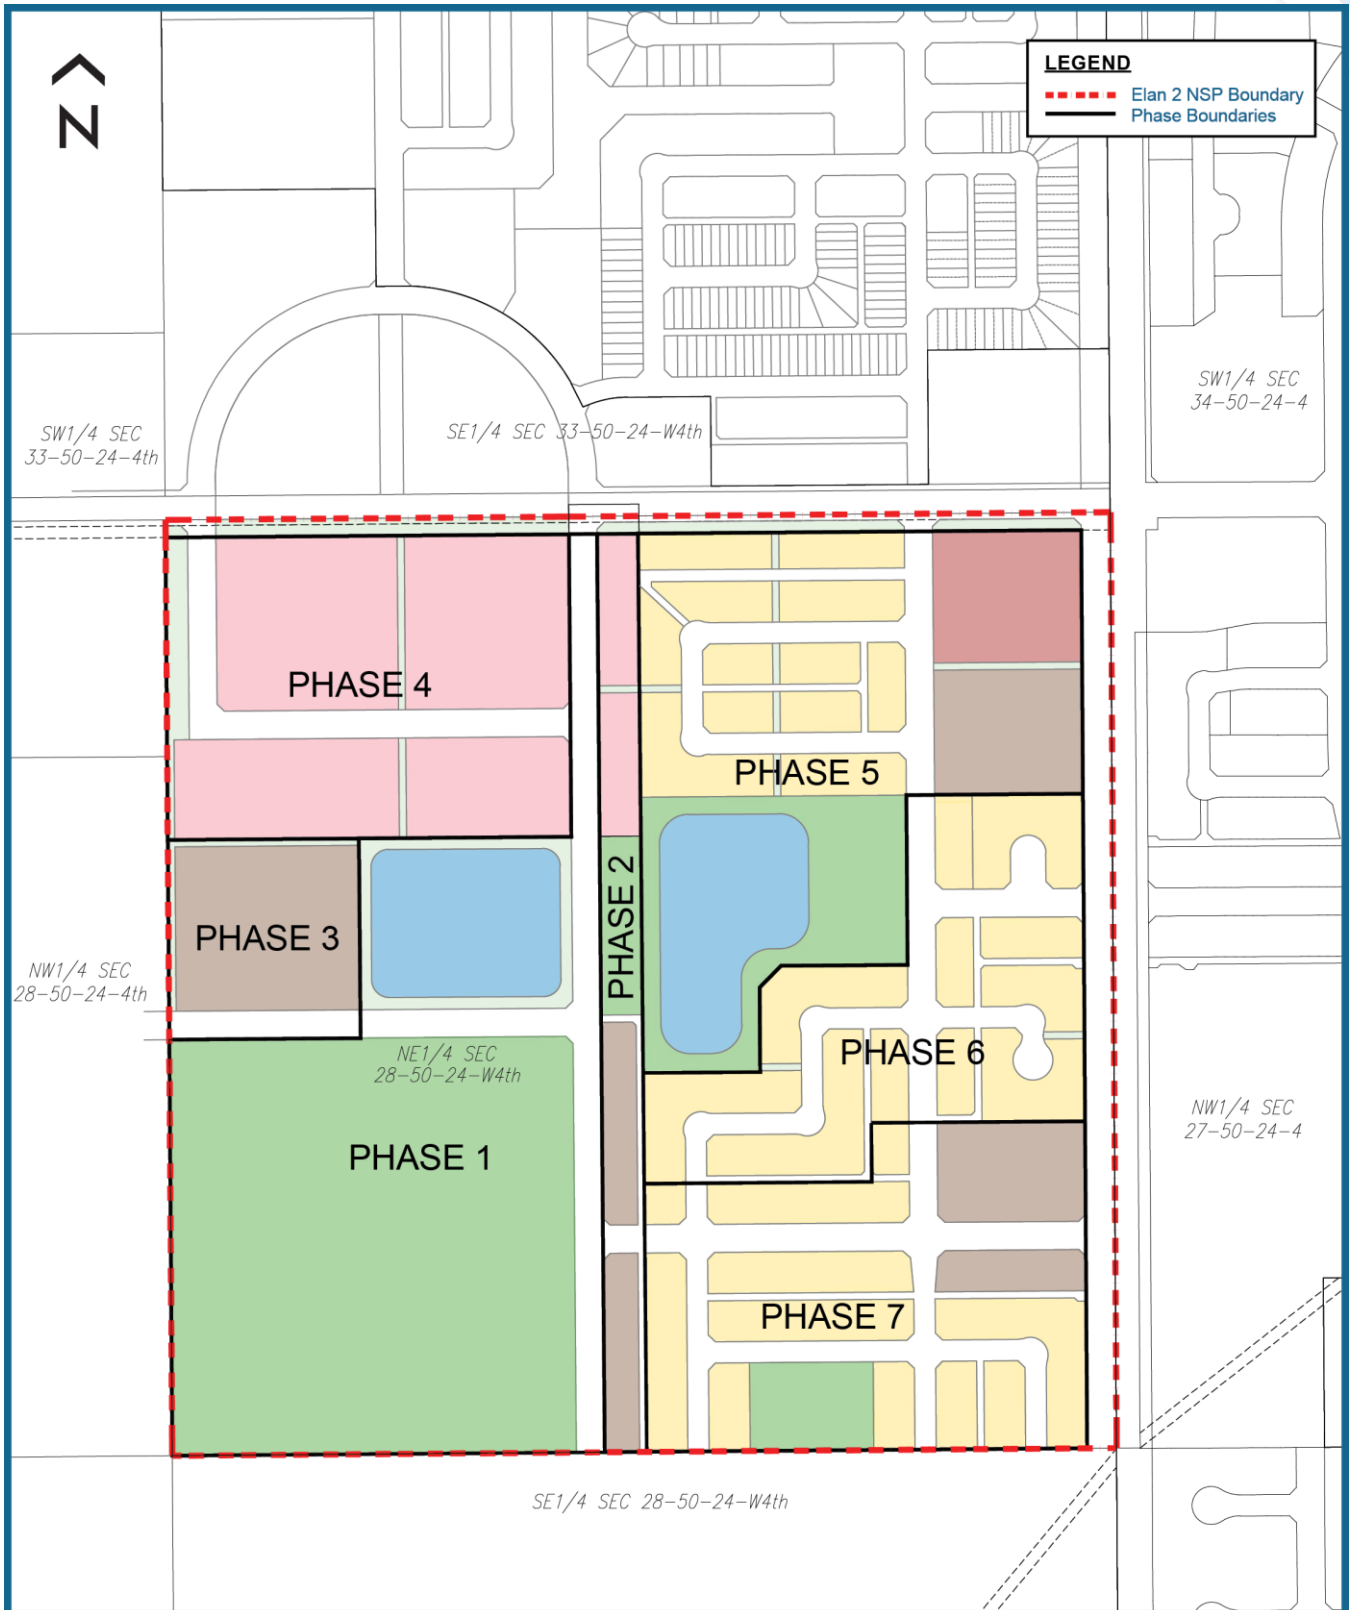 N
LEGEND
Elan 2 NSP Boundary
Phase Boundaries
SW1/4 SEC
34-50-24-4
SW1/4 SEC
33-50-24-4th
SE1/4 SEC 33-50-24-W4th
PHASE 4
PHASE 5
PHASE 2
PHASE 3
NW1/4 SEC
28-50-24-4th
NE1/4 SEC
28-50-24-W4th
PHASE 6
NW1/4 SEC
27-50-24-4
PHASE 1
PHASE 7
SE1/4 SEC 28-50-24-W4th